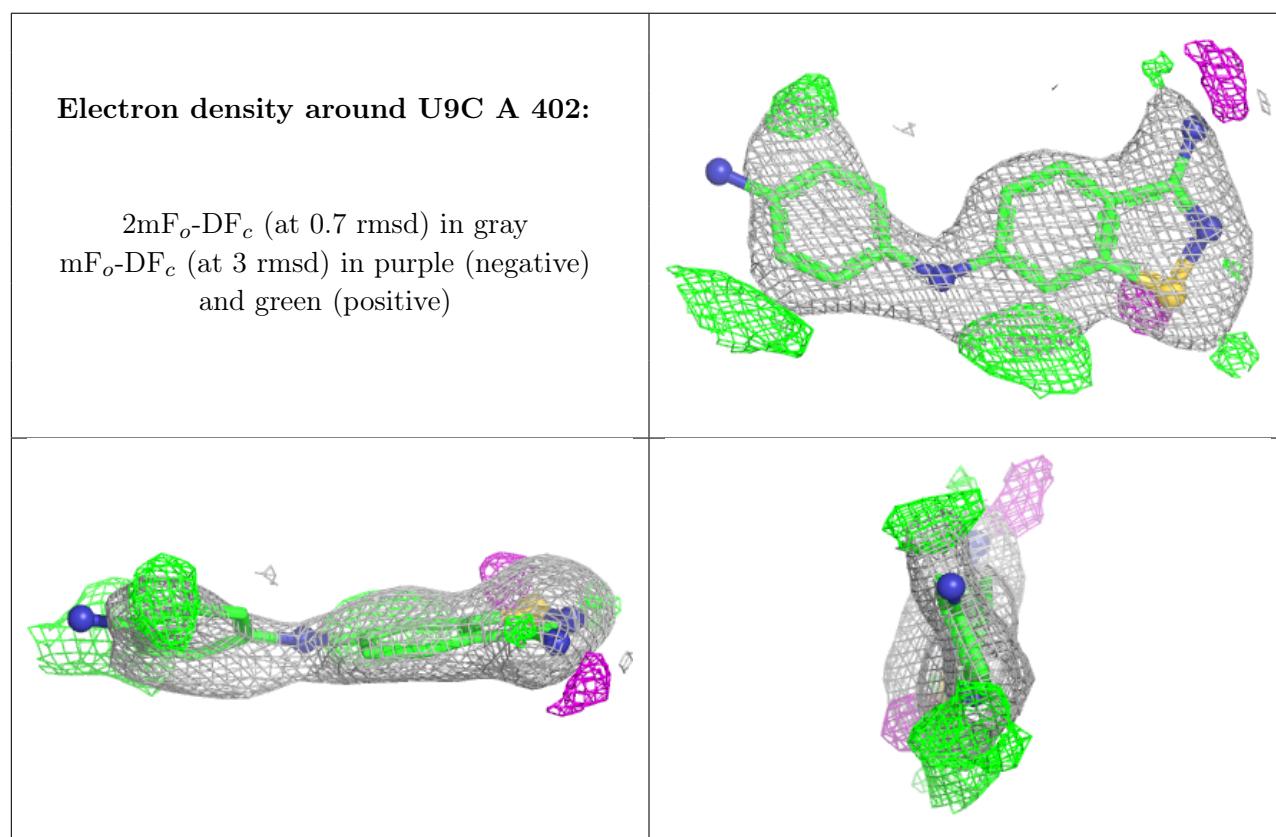 Electron density around U9C A 402:
2mFo-DFc (at 0.7 rmsd) in gray
mFo-DFc (at 3 rmsd) in purple (negative)
and green (positive)